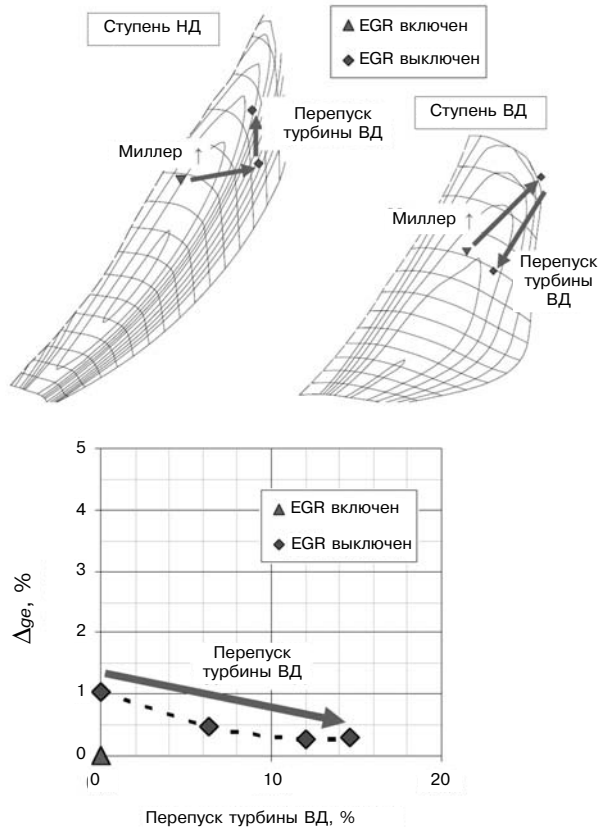 Ступень НД
EGR включен
EGR выключен
Перепуск
турбины ВД
Миллер ↑
Ступень ВД
Миллер ↑
Перепуск
турбины
ВД
5
4
3
2
1
0
Δge, %
EGR включен
EGR выключен
Перепуск
турбины ВД
0
10
20
Перепуск турбины ВД, %